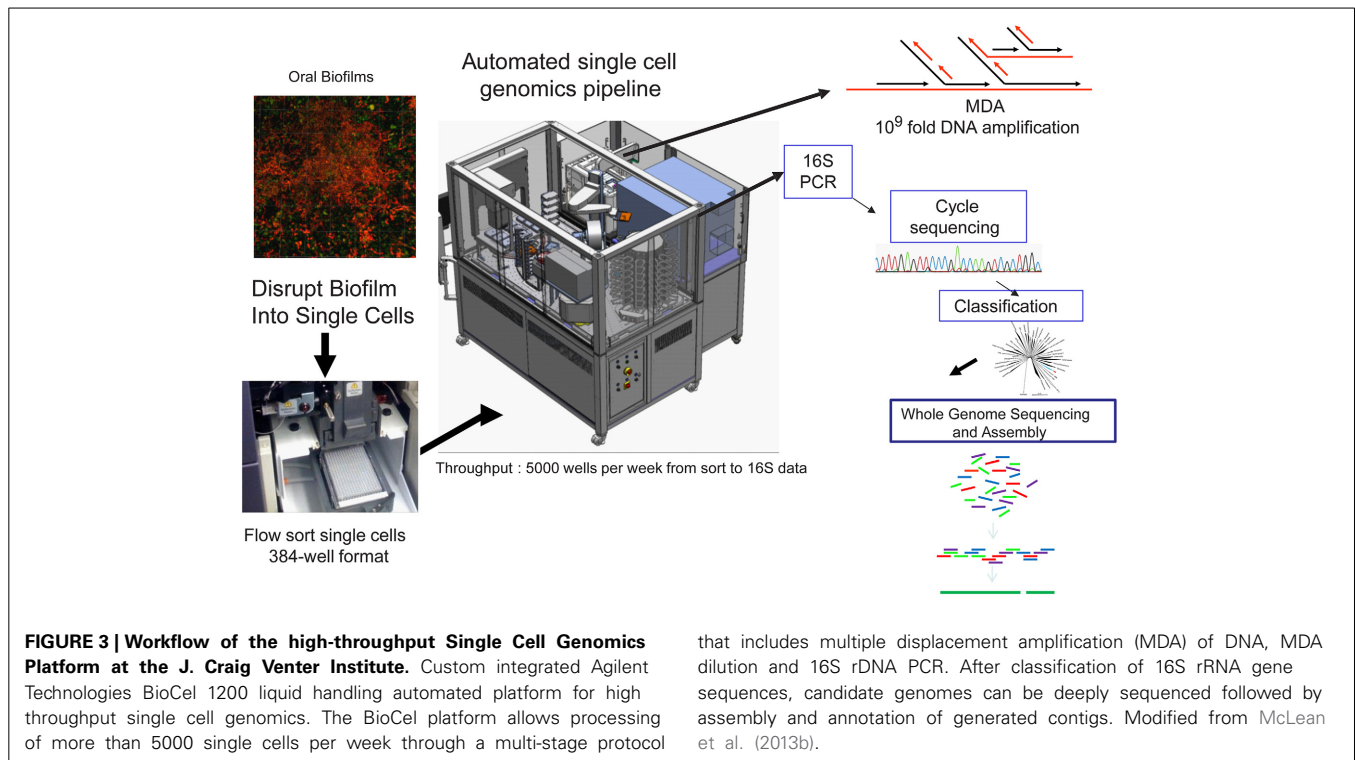 Oral Biofilms
Disrupt Biofilm
Into Single Cells
Flow sort single cells
384-well format
Automated single cell
genomics pipeline
Throughput : 5000 wells per week from sort to 16S data
MDA
10⁹ fold DNA amplification
16S
PCR
Cycle
sequencing
Classification
Whole Genome Sequencing
and Assembly
FIGURE 3 | Workflow of the high-throughput Single Cell Genomics
Platform at the J. Craig Venter Institute. Custom integrated Agilent
Technologies BioCel 1200 liquid handling automated platform for high
throughput single cell genomics. The BioCel platform allows processing
of more than 5000 single cells per week through a multi-stage protocol
that includes multiple displacement amplification (MDA) of DNA, MDA
dilution and 16S rDNA PCR. After classification of 16S rRNA gene
sequences, candidate genomes can be deeply sequenced followed by
assembly and annotation of generated contigs. Modified from McLean
et al. (2013b).